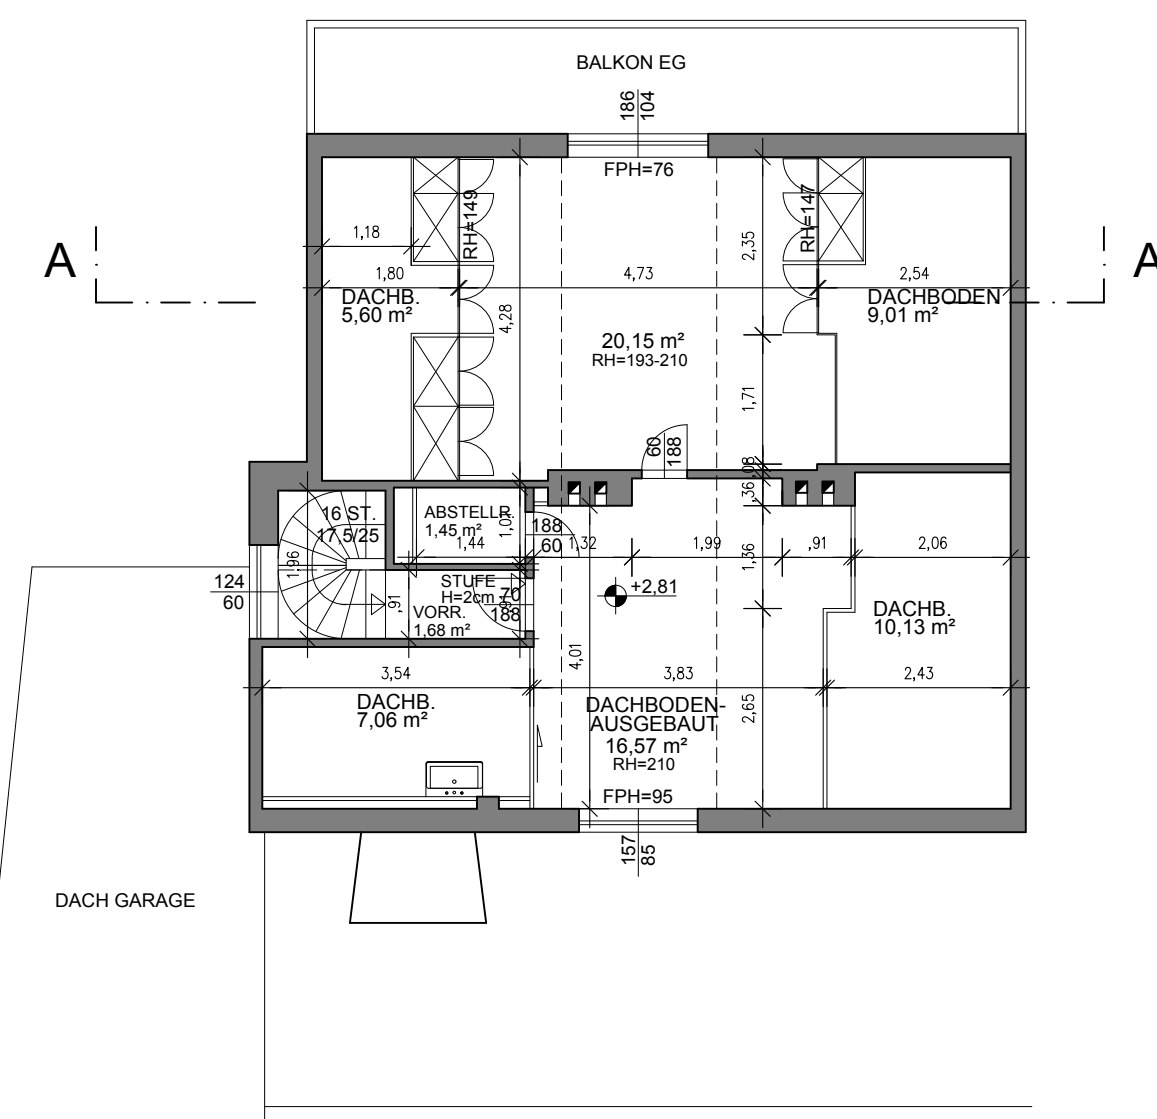 BALKON EG
186
104
FPH=76
RH=149
RH=147
A
A
1,18
2,35
1,80
4,73
2,54
DACHB.
5,60 m²
DACHBODEN
9,01 m²
4,28
20,15 m²
RH=193-210
1,71
60
188
,08
,36
16 ST.
17,5/25
ABSTELLR.
1,45 m²
1,44
188
60
1,32
1,99
1,36
,91
2,06
1,96
124
60
STUFE
H=2cm
70
188
,91
VORR.
1,68 m²
+2,81
DACHB.
10,13 m²
4,01
3,54
3,83
2,43
2,65
DACHB.
7,06 m²
DACHBODEN-
AUSGEBAUT
16,57 m²
RH=210
FPH=95
157
85
DACH GARAGE